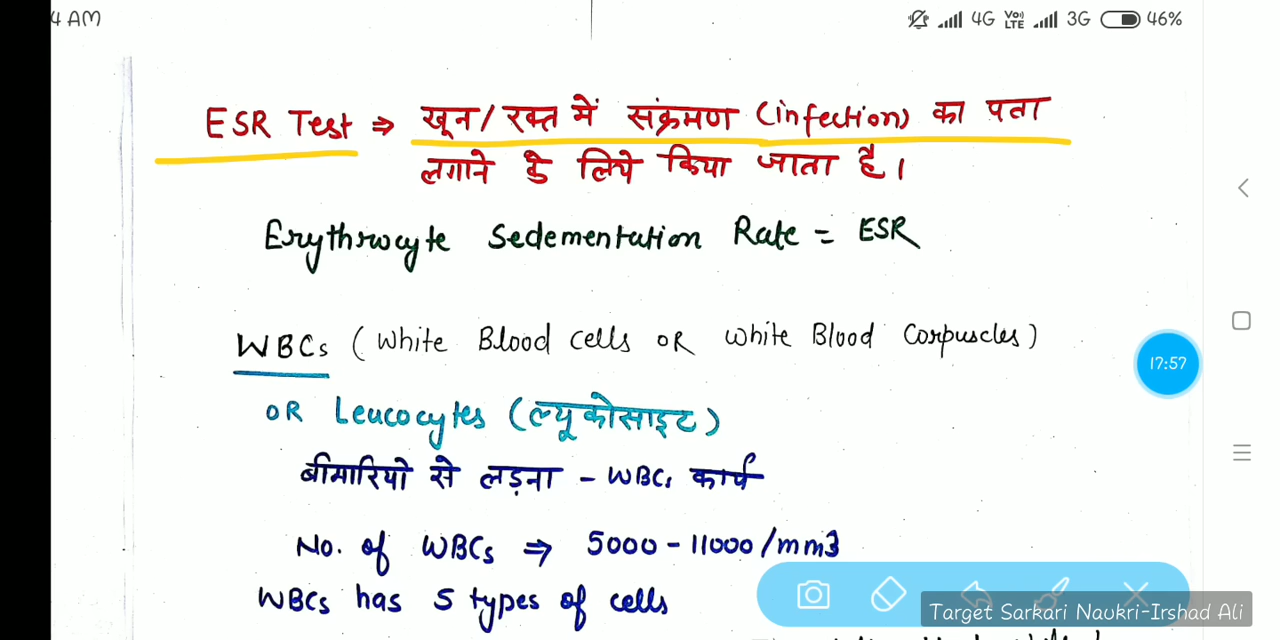 4 AM 4G VoLTE 3G 46%
ESR Test ⇒ खून/रक्त में संक्रमण (infection) का पता
लगाने के लिये किया जाता है।
Erythrocyte Sedementation Rate = ESR
WBCs (White Blood Cells OR White Blood Corpuscles)
17:57
OR Leucocytes (ल्यूकोसाइट)
बीमारियो से लड़ना - WBCs कार्य
No. of WBCs ⇒ 5000-11000/mm3
WBCs has 5 types of cells
Target Sarkari Naukri-Irshad Ali